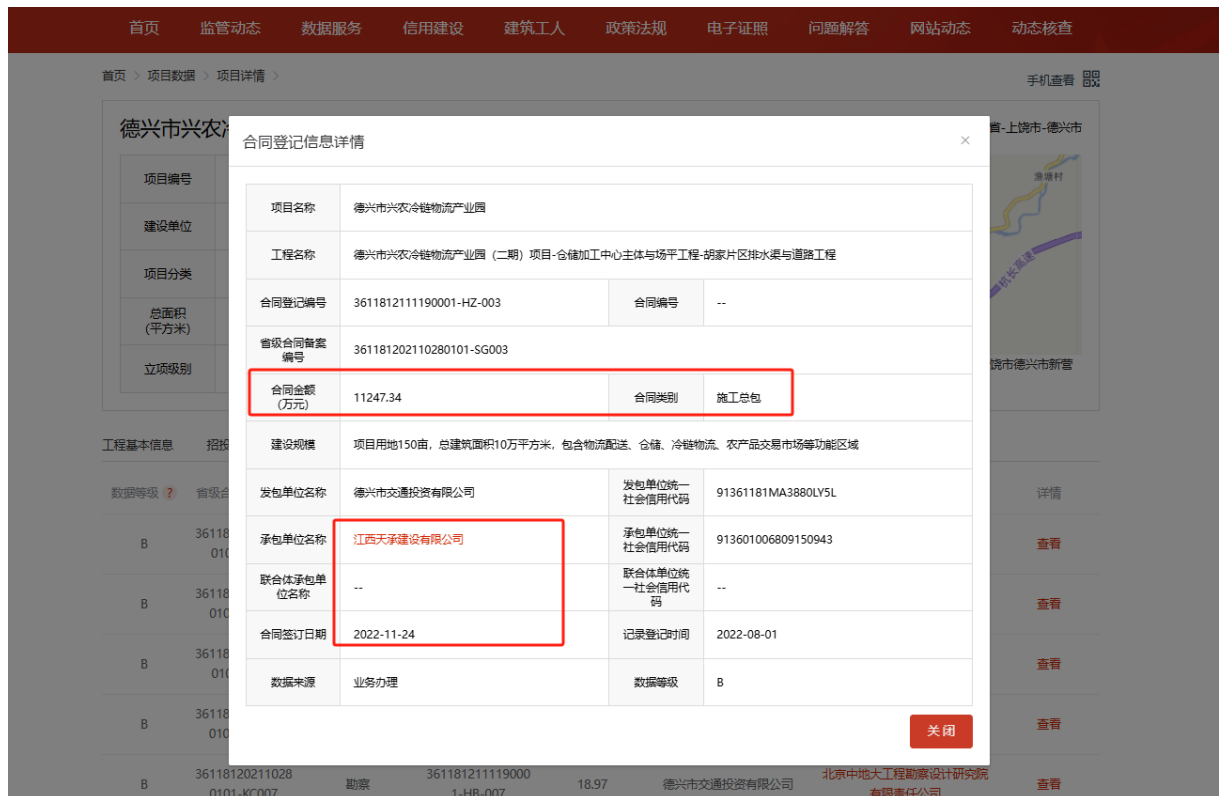 首页 监管动态 数据服务 信用建设 建筑工人 政策法规 电子证照 问题解答 网站动态 动态核查
首页 > 项目数据 > 项目详情 >
手机查看
德兴市兴农
省-上饶市-德兴市
合同登记信息详情 ×
项目编号
建设单位
项目分类
总面积
(平方米)
立项级别
渔塘村
杭长高速
饶市德兴市新营
项目名称 德兴市兴农冷链物流产业园
工程名称 德兴市兴农冷链物流产业园（二期）项目-仓储加工中心主体与场平工程-胡家片区排水渠与道路工程
合同登记编号 3611812111190001-HZ-003 合同编号 --
省级合同备案
编号
361181202110280101-SG003
合同金额
(万元)
11247.34 合同类别 施工总包
建设规模 项目用地150亩，总建筑面积10万平方米，包含物流配送、仓储、冷链物流、农产品交易市场等功能区域
发包单位名称 德兴市交通投资有限公司
发包单位统一
社会信用代码
91361181MA3880LY5L
承包单位名称 江西天承建设有限公司
承包单位统一
社会信用代码
913601006809150943
联合体承包单
位名称
--
联合体单位统
一社会信用代
码
--
合同签订日期 2022-11-24 记录登记时间 2022-08-01
数据来源 业务办理 数据等级 B
关闭
工程基本信息 招投
数据等级 ? 省级合 详情
B 36118
010
查看
B 36118
010
查看
B 36118
010
查看
B 36118
010
查看
B 36118120211028
0101-KC007
勘察 361181211119000
1-HB-007
18.97 德兴市交通投资有限公司 北京中地大工程勘察设计研究院
有限责任公司
查看